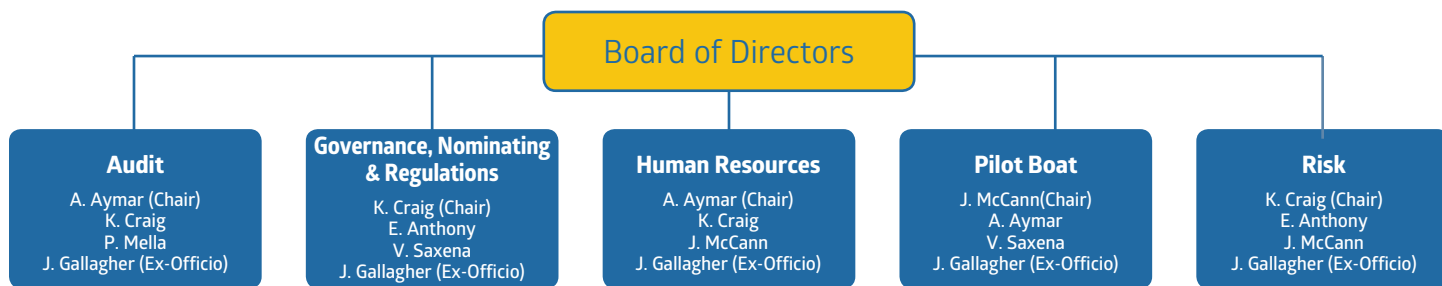 Board of Directors
Audit
A. Aymar (Chair)
K. Craig
P. Mella
J. Gallagher (Ex-Officio)
Governance, Nominating
& Regulations
K. Craig (Chair)
E. Anthony
V. Saxena
J. Gallagher (Ex-Officio)
Human Resources
A. Aymar (Chair)
K. Craig
J. McCann
J. Gallagher (Ex-Officio)
Pilot Boat
J. McCann(Chair)
A. Aymar
V. Saxena
J. Gallagher (Ex-Officio)
Risk
K. Craig (Chair)
E. Anthony
J. McCann
J. Gallagher (Ex-Officio)